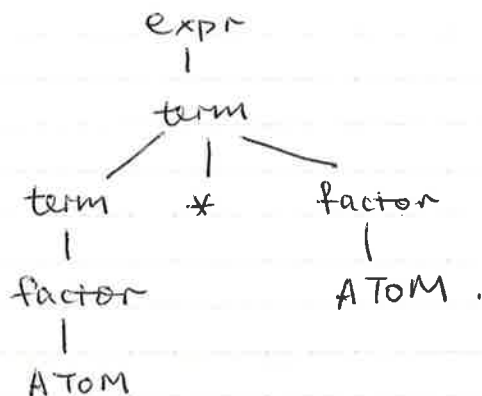 expr
term
term * factor
factor ATOM .
ATOM